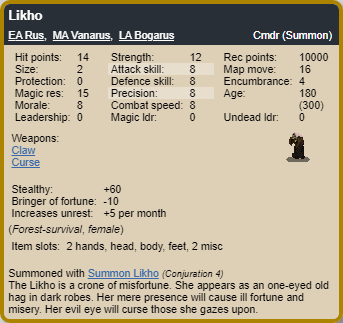 Likho
EA Rus, MA Vanarus, LA Bogarus Cmdr (Summon)
Hit points: 14 Strength: 12 Rec points: 10000
Size: 2 Attack skill: 8 Map move: 16
Protection: 0 Defence skill: 8 Encumbrance: 4
Magic res: 15 Precision: 8 Age: 180
Morale: 8 Combat speed: 8 (300)
Leadership: 0 Magic ldr: 0 Undead ldr: 0
Weapons:
Claw
Curse
Stealthy: +60
Bringer of fortune: -10
Increases unrest: +5 per month
(Forest-survival, female)
Item slots: 2 hands, head, body, feet, 2 misc
Summoned with Summon Likho (Conjuration 4)
The Likho is a crone of misfortune. She appears as an one-eyed old
hag in dark robes. Her mere presence will cause ill fortune and
misery. Her evil eye will curse those she gazes upon.